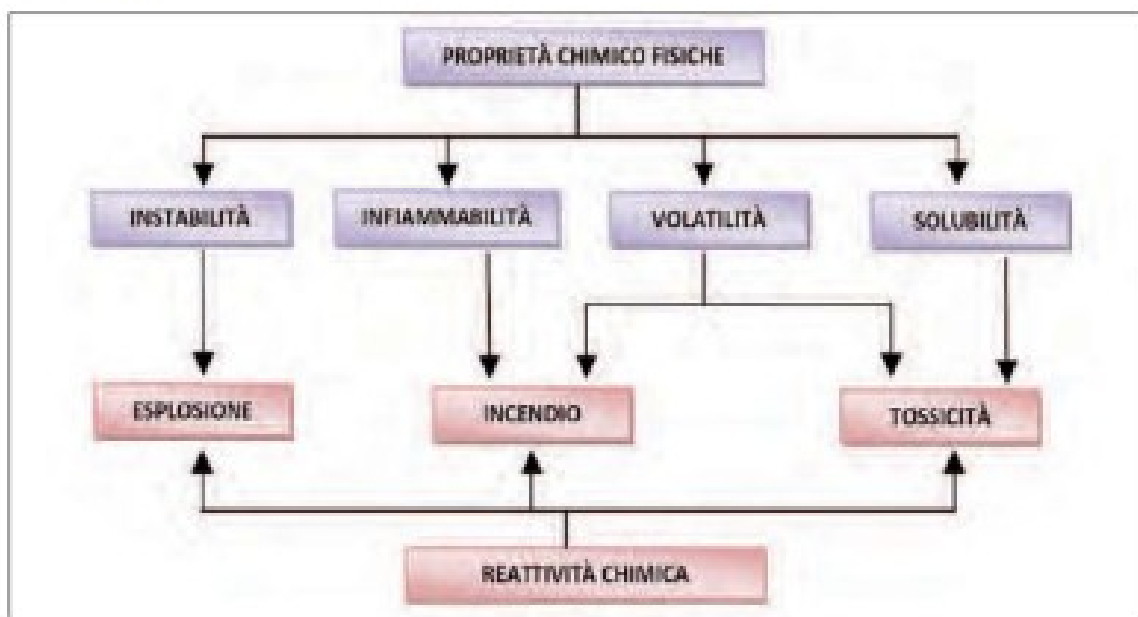 PROPRIETÀ CHIMICO FISICHE
INSTABILITÀ
INFIAMMABILITÀ
VOLATILITÀ
SOLUBILITÀ
ESPLOSIONE
INCENDIO
TOSSICITÀ
REATTIVITÀ CHIMICA